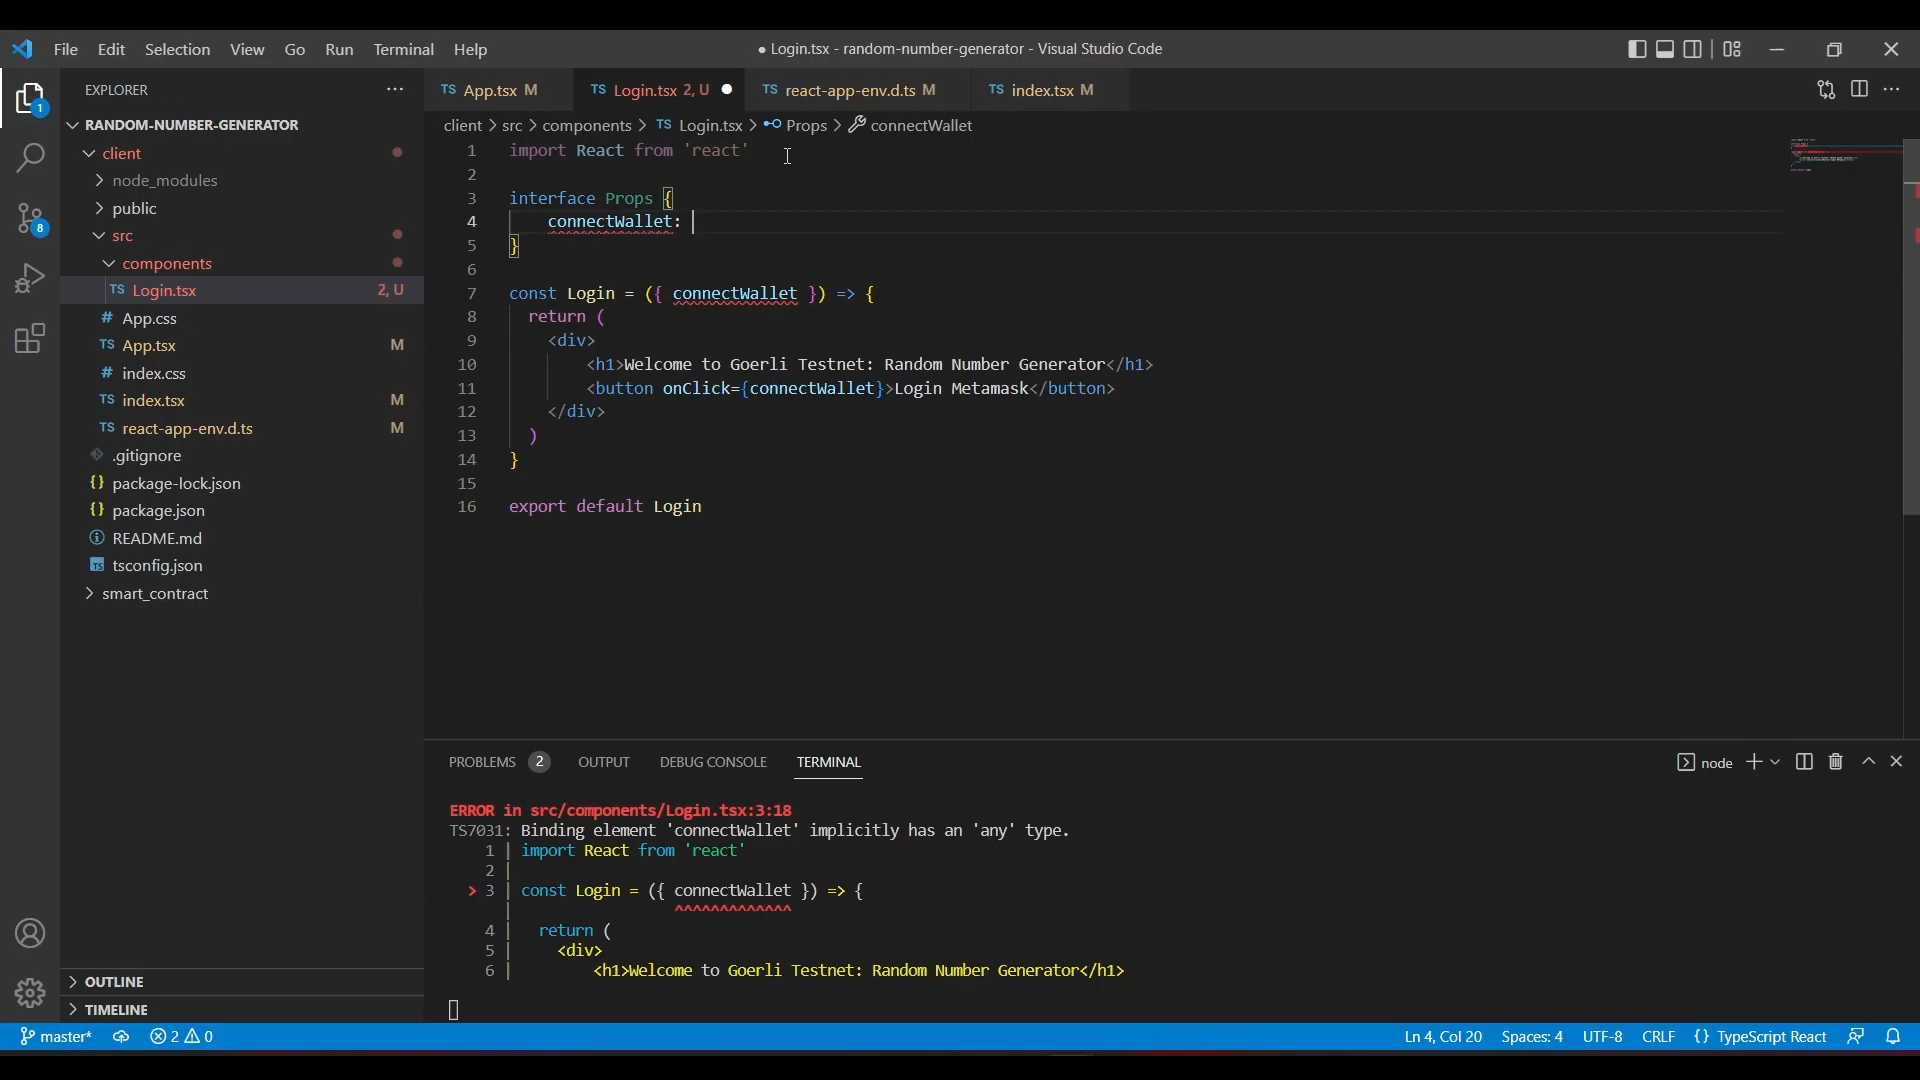 File Edit Selection View Go Run Terminal Help
● Login.tsx - random-number-generator - Visual Studio Code
EXPLORER
1
8
RANDOM-NUMBER-GENERATOR
client
node_modules
public
src
components
TS Login.tsx 2, U
# App.css
TS App.tsx M
# index.css
TS index.tsx M
TS react-app-env.d.ts M
.gitignore
{} package-lock.json
{} package.json
README.md
TS tsconfig.json
smart_contract
OUTLINE
TIMELINE
TS App.tsx M
TS Login.tsx 2, U ●
TS react-app-env.d.ts M
TS index.tsx M
client > src > components > TS Login.tsx > Props > connectWallet
1 import React from 'react'
2
3 interface Props {
4 connectWallet:
5 }
6
7 const Login = ({ connectWallet }) => {
8 return (
9 <div>
10 <h1>Welcome to Goerli Testnet: Random Number Generator</h1>
11 <button onClick={connectWallet}>Login Metamask</button>
12 </div>
13 )
14 }
15
16 export default Login
PROBLEMS 2 OUTPUT DEBUG CONSOLE TERMINAL
node
ERROR in src/components/Login.tsx:3:18
TS7031: Binding element 'connectWallet' implicitly has an 'any' type.
1 | import React from 'react'
2 |
> 3 | const Login = ({ connectWallet }) => {
| ^^^^^^^^^^^^^
4 | return (
5 | <div>
6 | <h1>Welcome to Goerli Testnet: Random Number Generator</h1>
master* 2 0
Ln 4, Col 20 Spaces: 4 UTF-8 CRLF {} TypeScript React